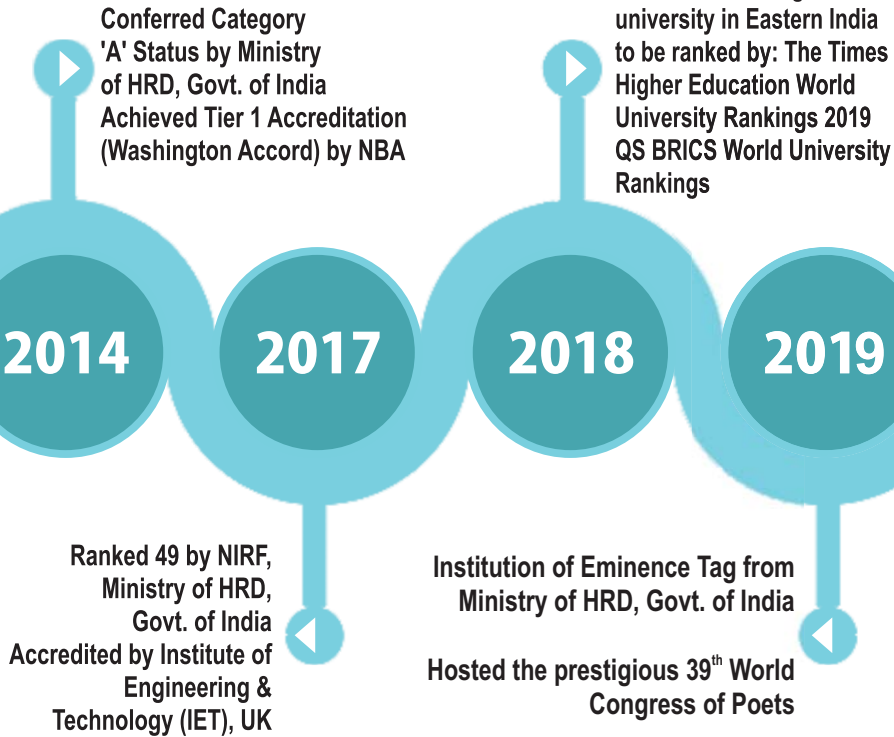 Conferred Category
'A' Status by Ministry
of HRD, Govt. of India
Achieved Tier 1 Accreditation
(Washington Accord) by NBA
university in Eastern India
to be ranked by: The Times
Higher Education World
University Rankings 2019
QS BRICS World University
Rankings
2014
2017
2018
2019
Ranked 49 by NIRF,
Ministry of HRD,
Govt. of India
Accredited by Institute of
Engineering &
Technology (IET), UK
Institution of Eminence Tag from
Ministry of HRD, Govt. of India
Hosted the prestigious 39th World
Congress of Poets